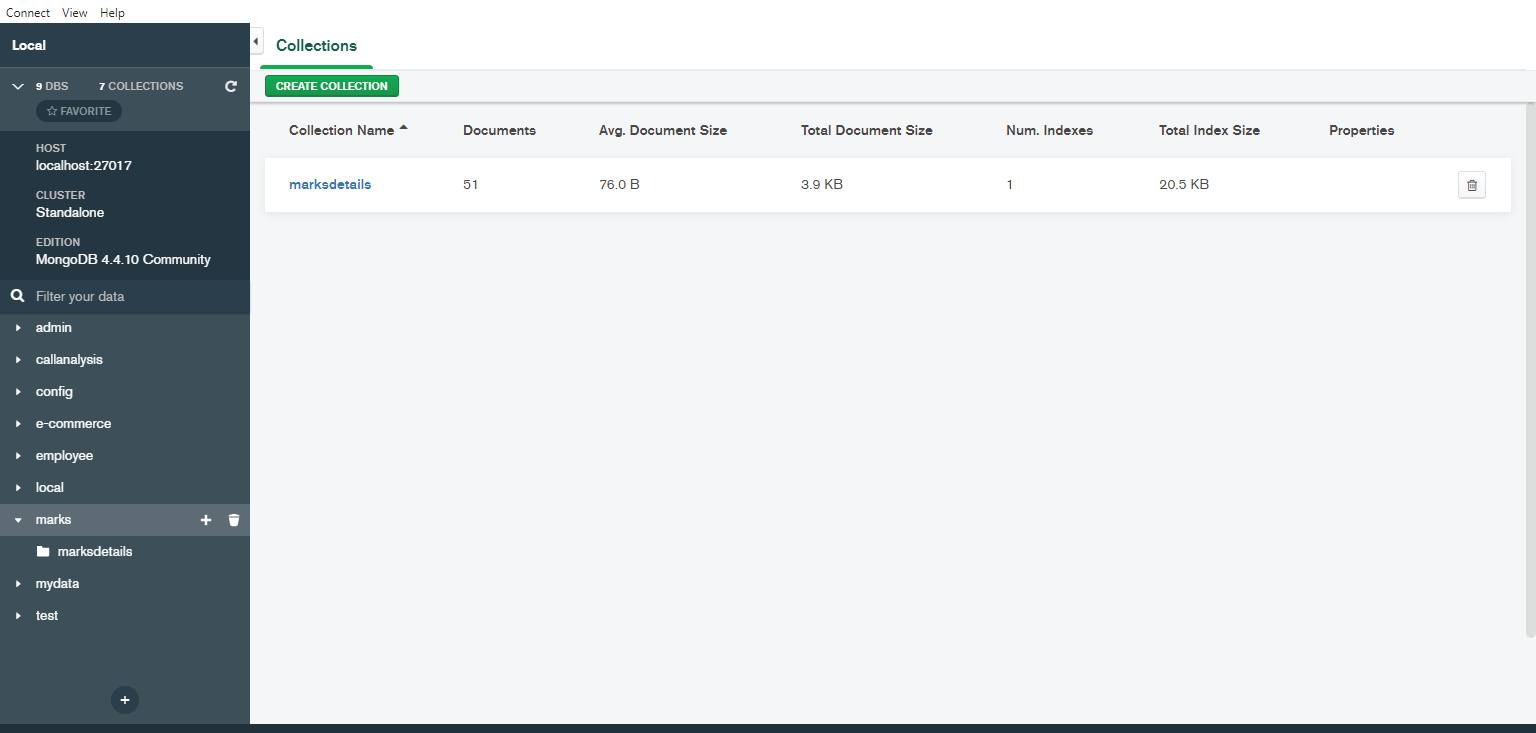 Connect View Help
Local
9 DBS 7 COLLECTIONS
FAVORITE
HOST
localhost:27017
CLUSTER
Standalone
EDITION
MongoDB 4.4.10 Community
Filter your data
admin
callanalysis
config
e-commerce
employee
local
marks
marksdetails
mydata
test
Collections
CREATE COLLECTION
Collection Name Documents Avg. Document Size Total Document Size Num. Indexes Total Index Size Properties
marksdetails 51 76.0 B 3.9 KB 1 20.5 KB